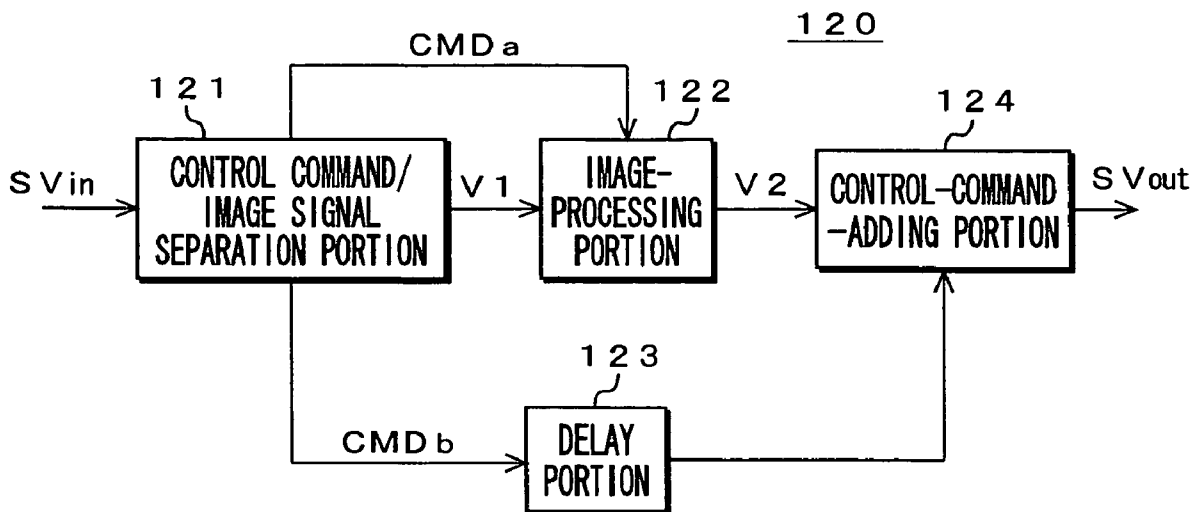 120
CMDa
121
122
124
SVin
CONTROL COMMAND/
IMAGE SIGNAL
SEPARATION PORTION
V1
IMAGE-
PROCESSING
PORTION
V2
CONTROL-COMMAND
-ADDING PORTION
SVout
123
CMDb
DELAY
PORTION